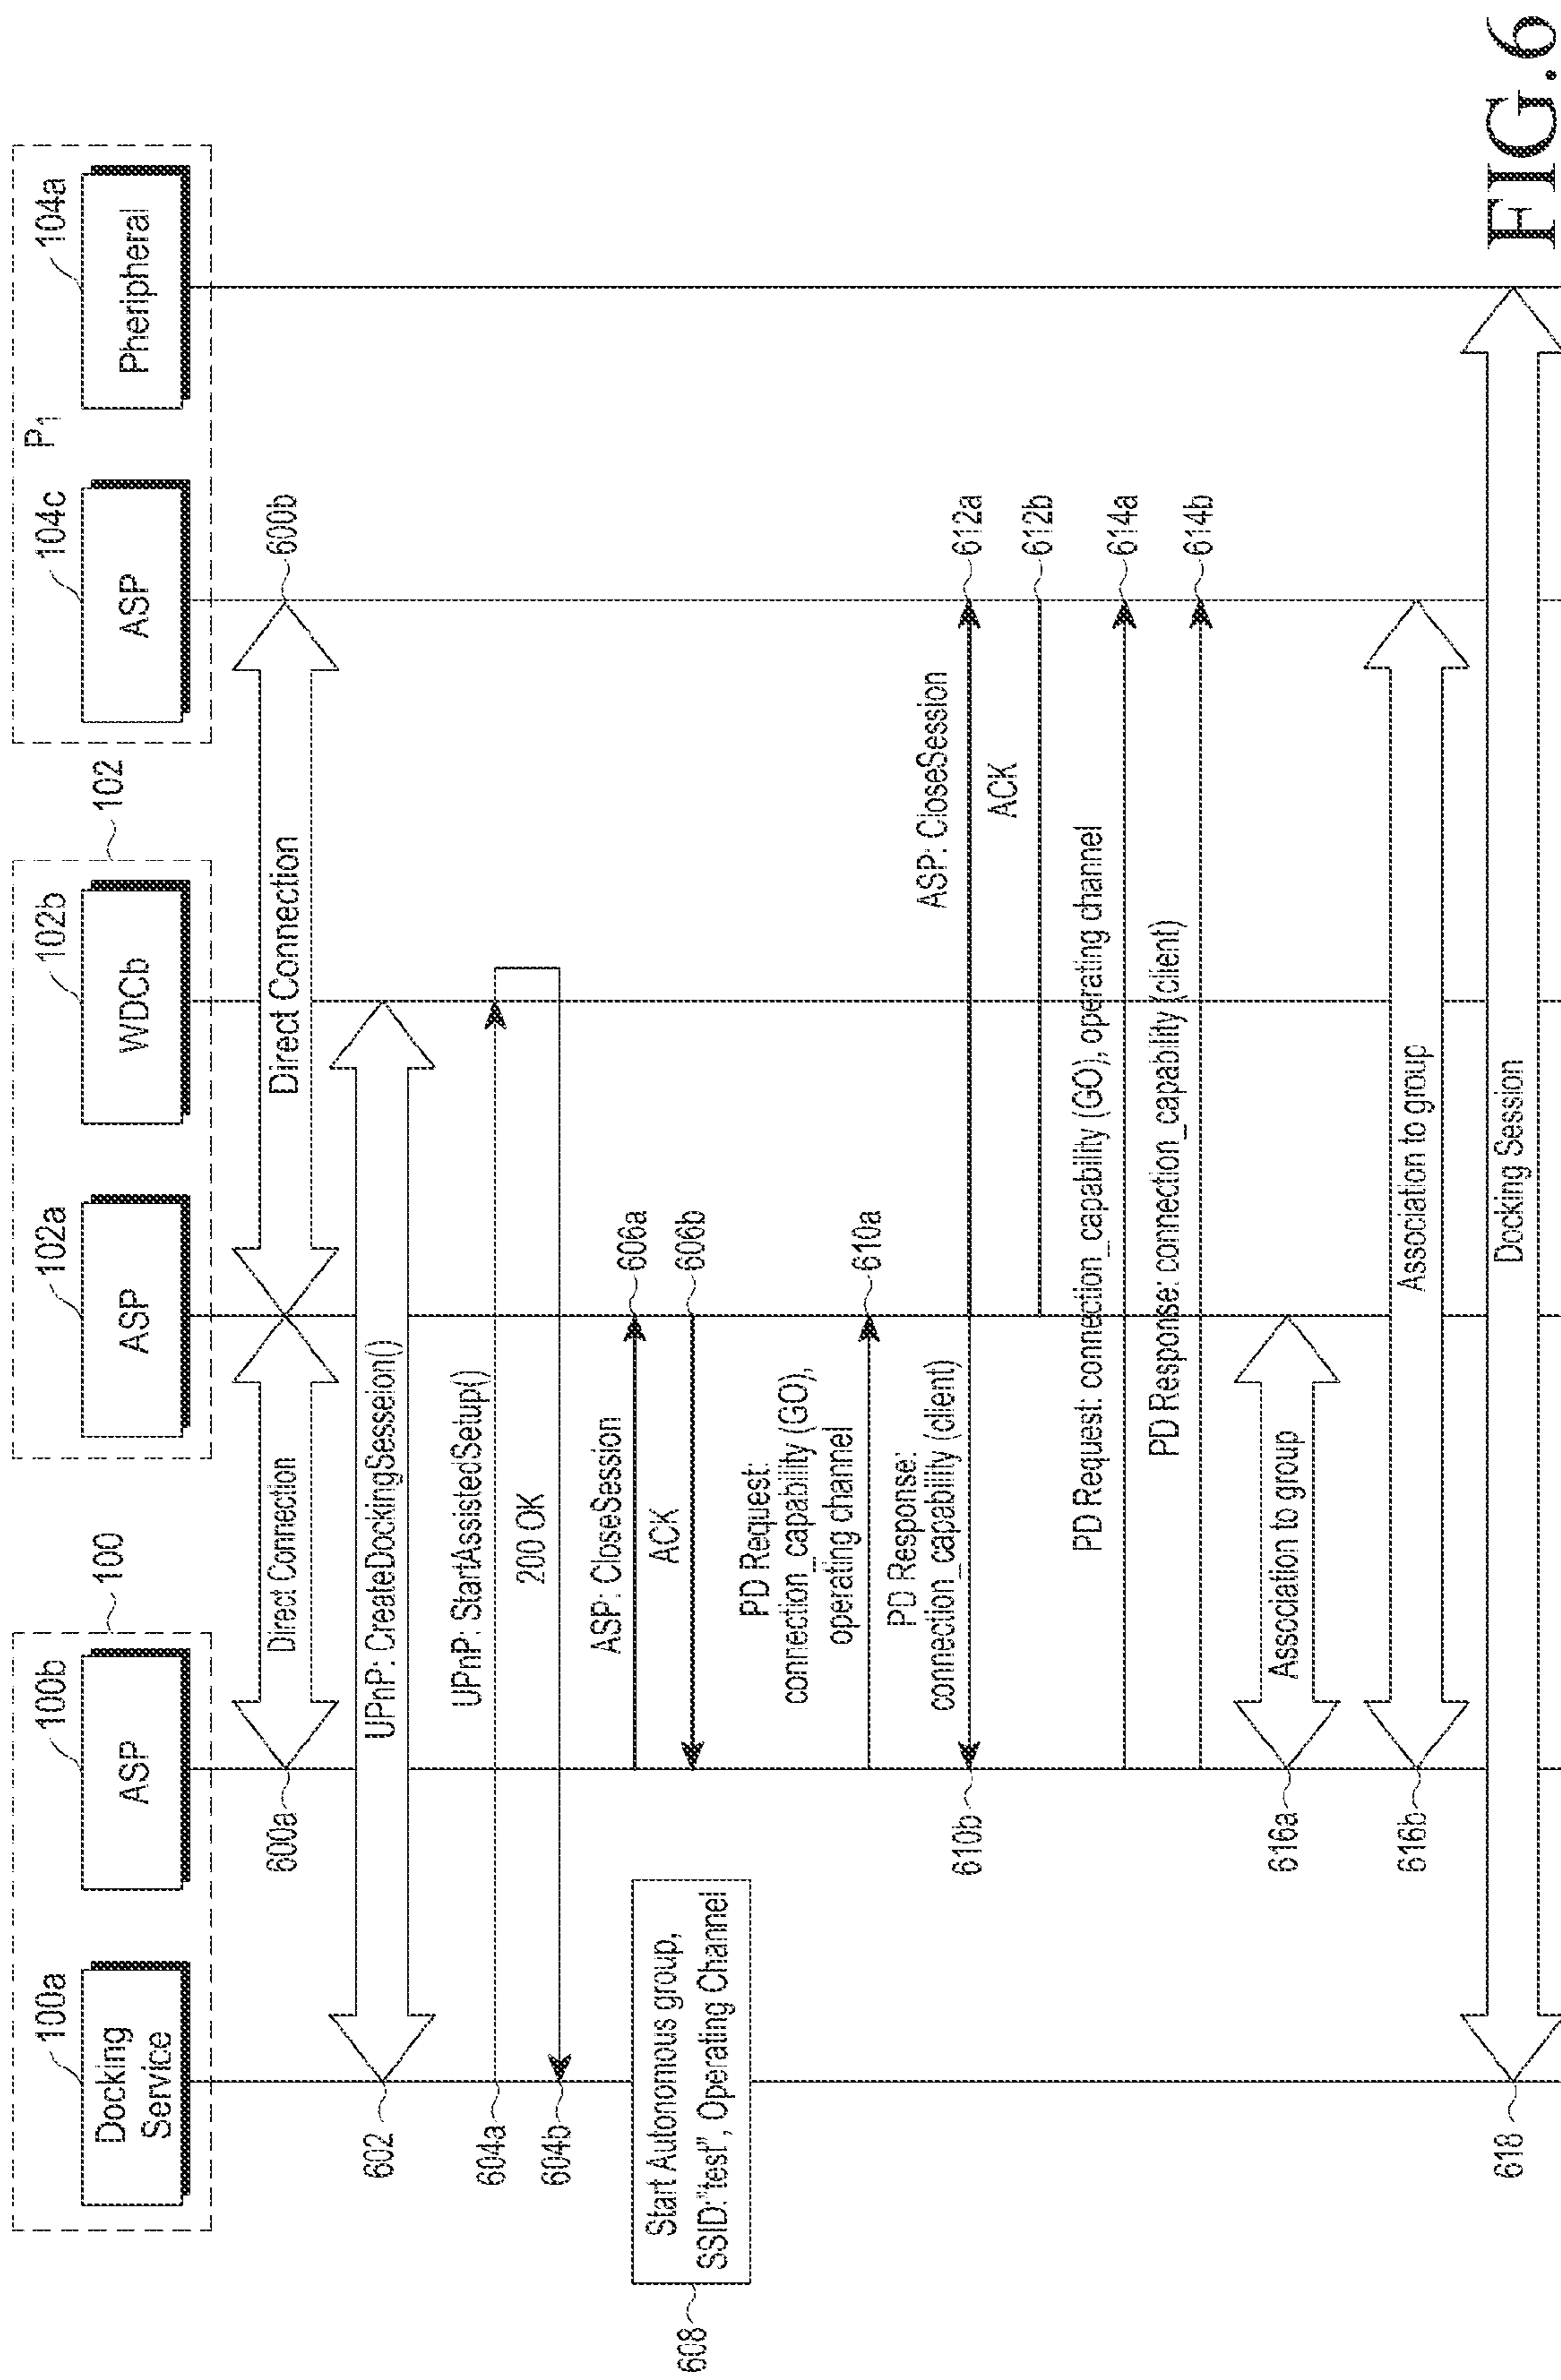 100
102
P1
100a
100b
102a
102b
104c
104a
Docking
Service
ASP
ASP
WDCb
ASP
Pheripheral
600a
Direct Connection
Direct Connection
600b
602
UPnP: CreateDockingSesseion()
604a
UPnP: StartAssistedSetup()
604b
200 OK
608
Start Autonomous group,
SSID:"test", Operating Channel
ASP: CloseSession
606a
ACK
606b
PD Request:
connection_capability (GO),
operating channel
610a
PD Response:
connection_capability (client)
610b
ASP: CloseSession
612a
ACK
612b
PD Request: connection_capability (GO), operating channel
614a
PD Response: connection_capability (client)
614b
616a
Association to group
616b
Association to group
618
Docking Session
FIG.6